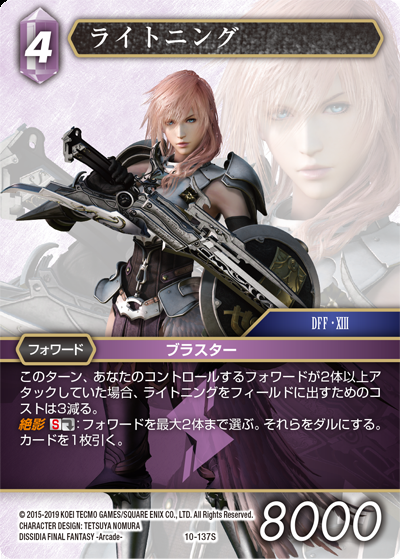 4
ライトニング
DFF・XIII
フォワード
ブラスター
このターン、あなたのコントロールするフォワードが2体以上ア
タックしていた場合、ライトニングをフィールドに出すためのコ
ストは3減る。
絶影 S :フォワードを最大2体まで選ぶ。それらをダルにする。
カードを1枚引く。
© 2015-2019 KOEI TECMO GAMES/SQUARE ENIX CO., LTD. All Rights Reserved.
CHARACTER DESIGN: TETSUYA NOMURA
DISSIDIA FINAL FANTASY -Arcade-
10-137S
8000